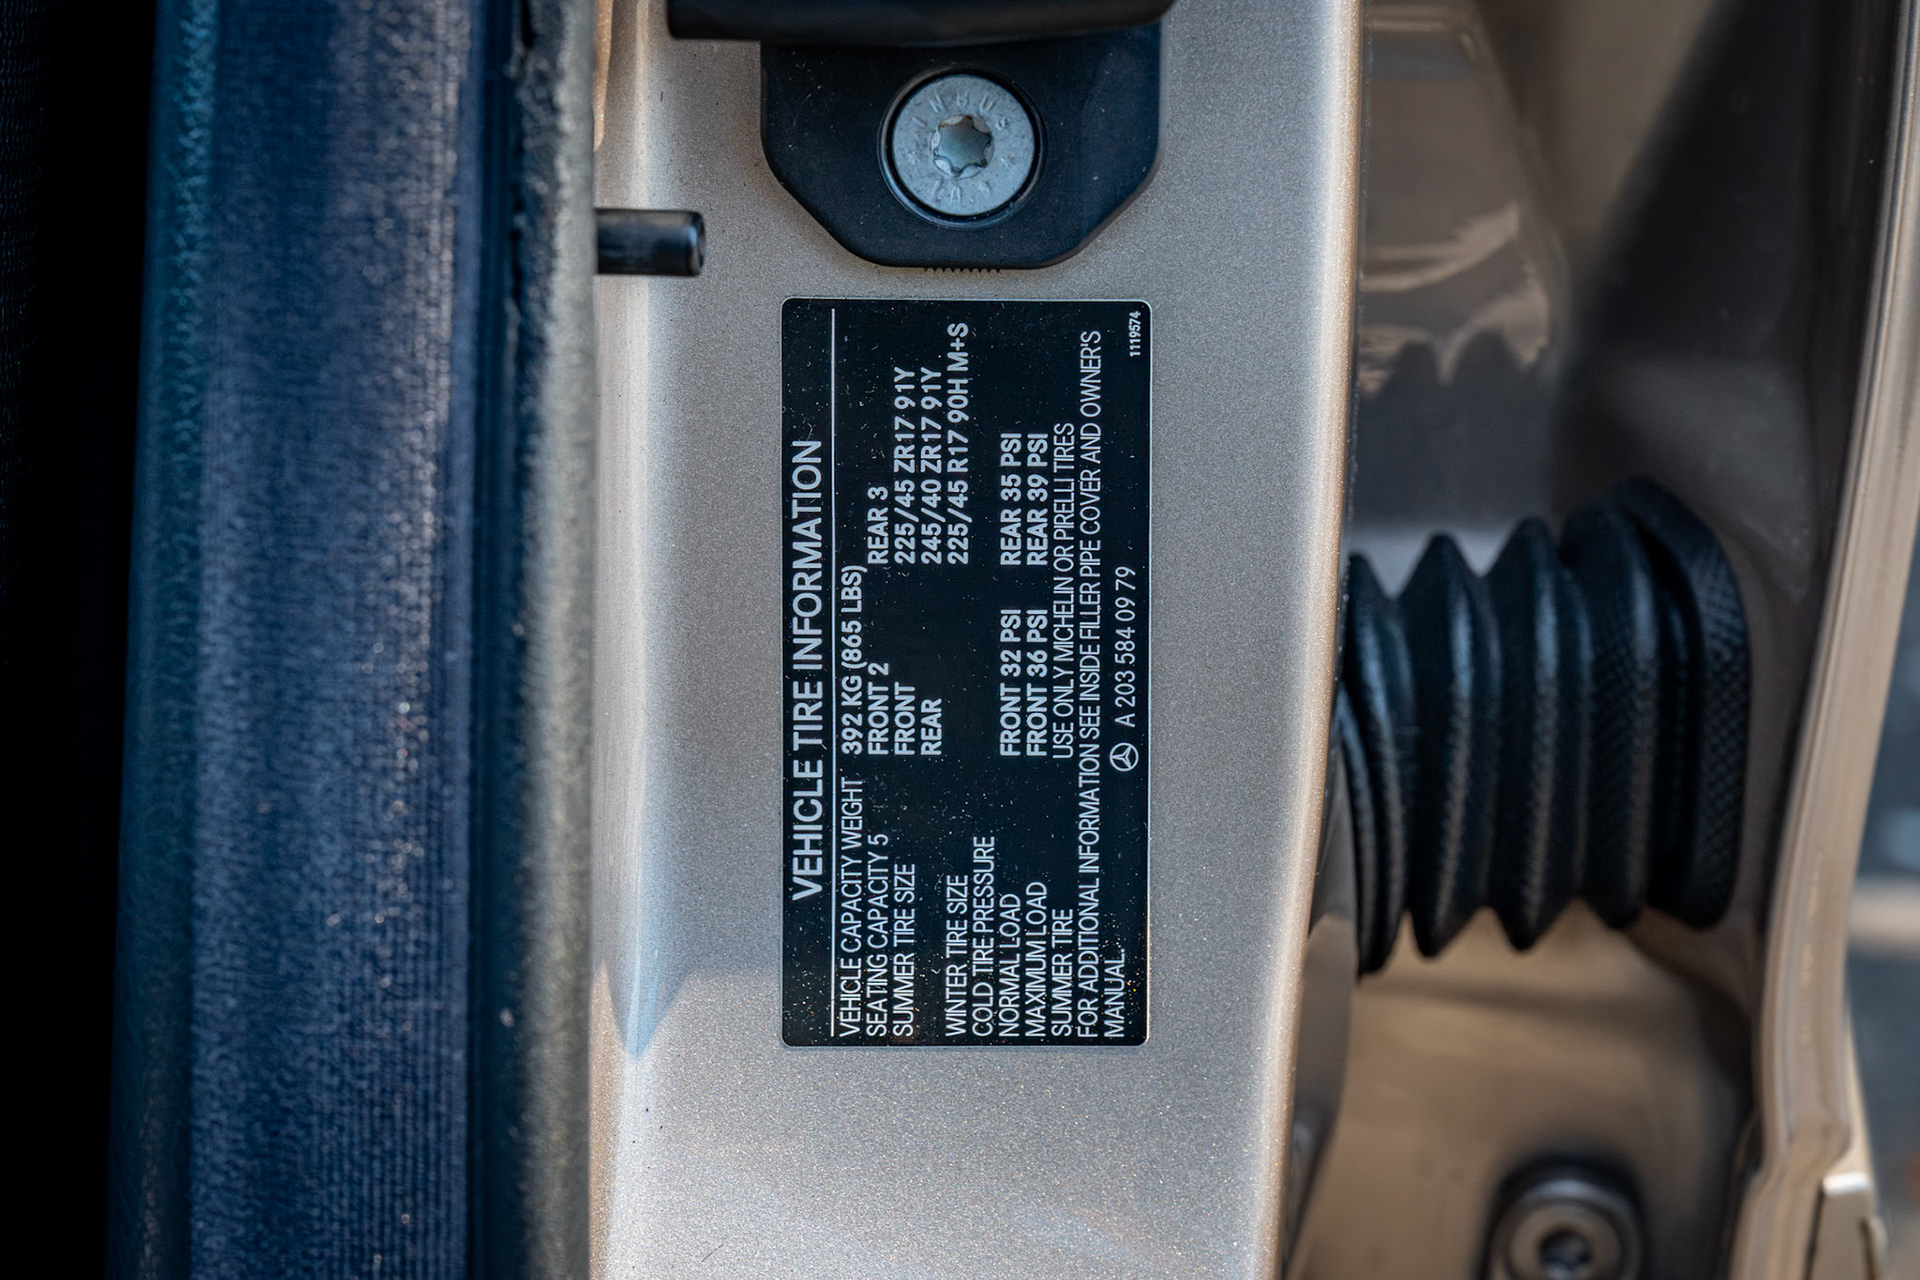 INBUS
VEHICLE TIRE INFORMATION
VEHICLE CAPACITY WEIGHT 392 KG (865 LBS)
SEATING CAPACITY 5 FRONT 2 REAR 3
SUMMER TIRE SIZE FRONT 225/45 ZR17 91Y
REAR 245/40 ZR17 91Y
WINTER TIRE SIZE 225/45 R17 90H M+S
COLD TIRE PRESSURE
NORMAL LOAD FRONT 32 PSI REAR 35 PSI
MAXIMUM LOAD FRONT 36 PSI REAR 39 PSI
SUMMER TIRE USE ONLY MICHELIN OR PIRELLI TIRES
FOR ADDITIONAL INFORMATION SEE INSIDE FILLER PIPE COVER AND OWNER'S
MANUAL.
A 203 584 09 79
1119574